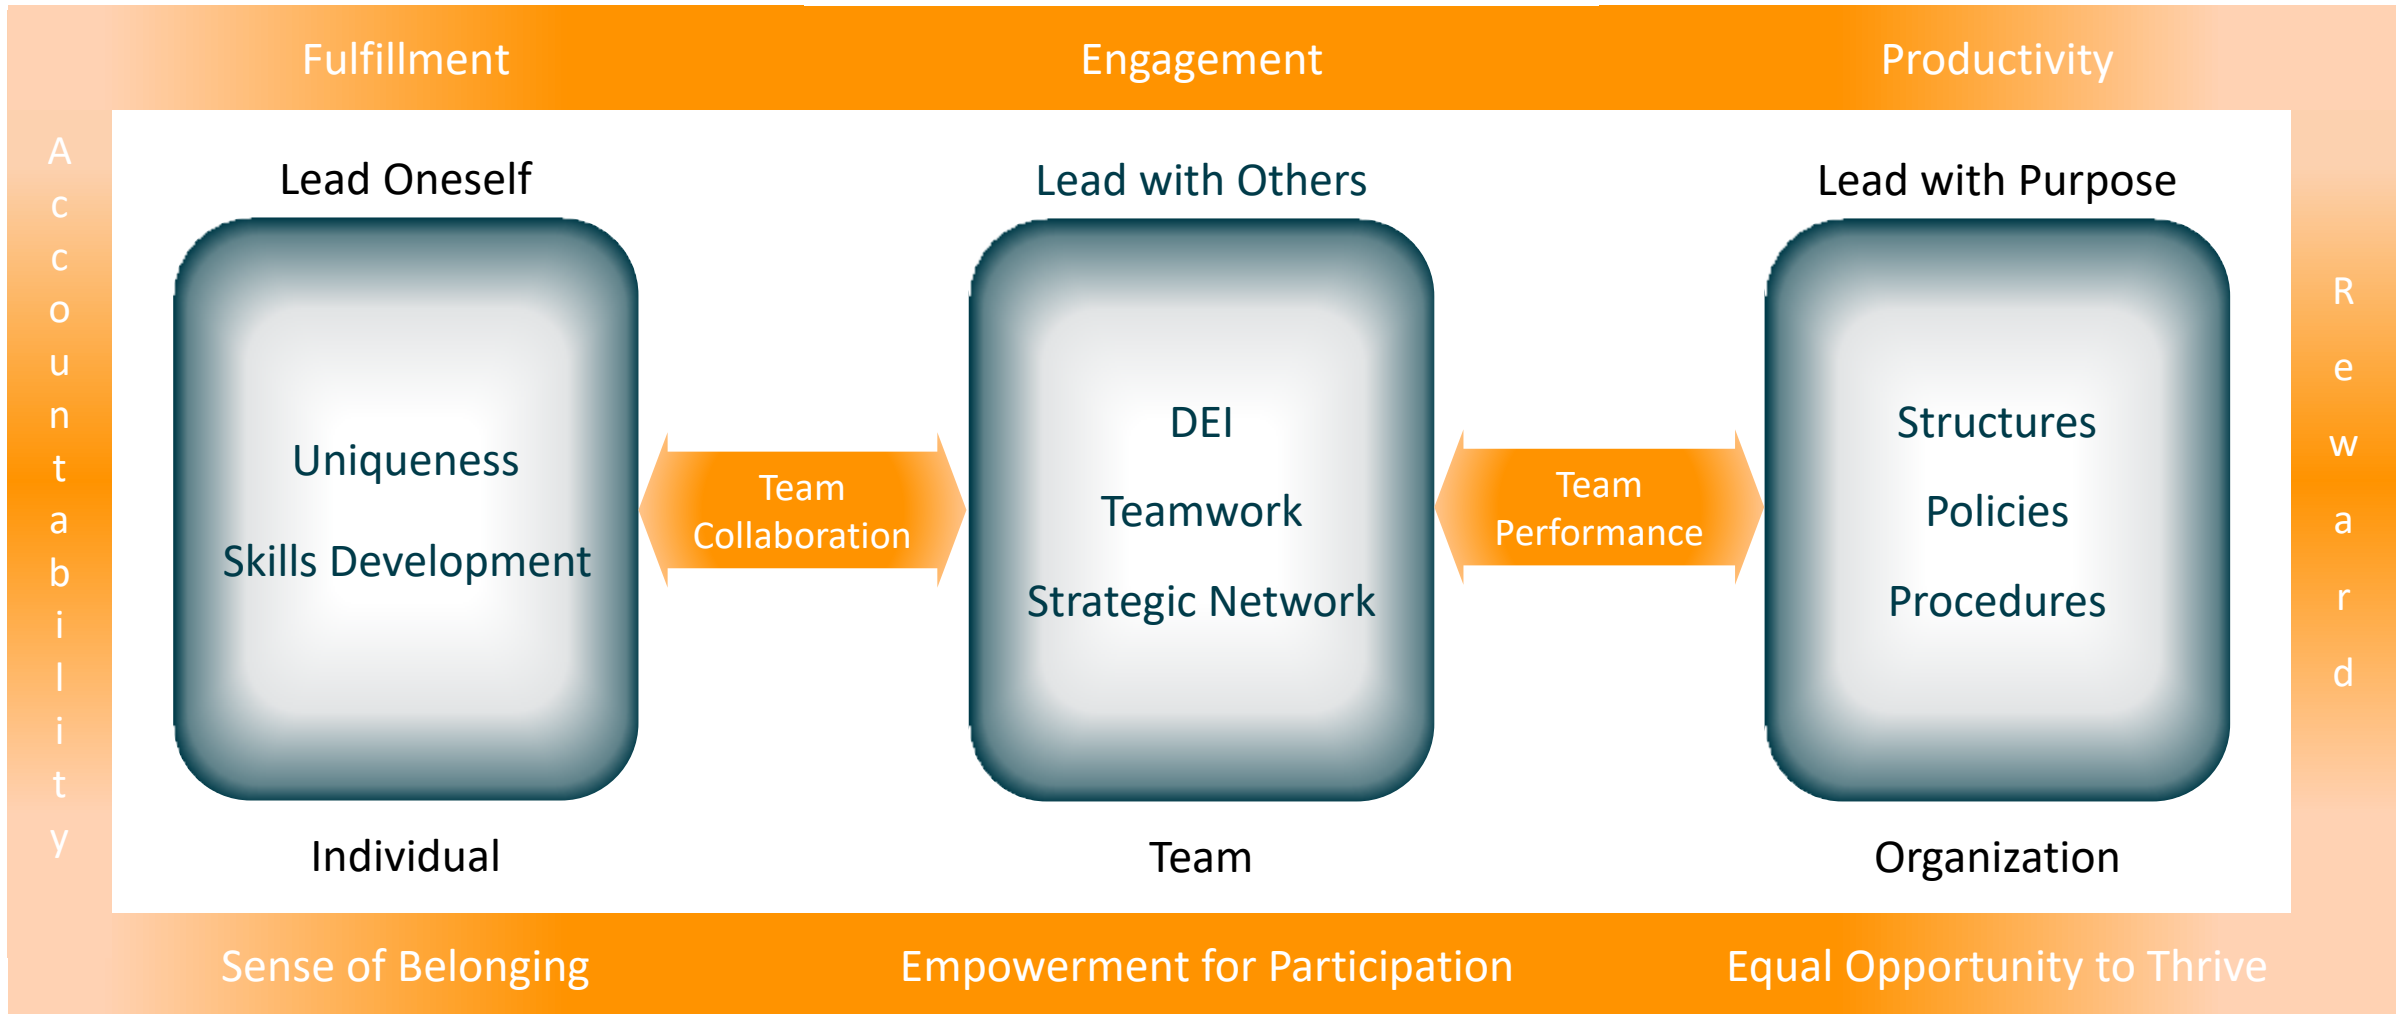 Fulfillment
Engagement
Productivity
Accountability
Lead Oneself
Uniqueness
Skills Development
Individual
Team
Collaboration
Lead with Others
DEI
Teamwork
Strategic Network
Team
Team
Performance
Lead with Purpose
Structures
Policies
Procedures
Organization
Reward
Sense of Belonging
Empowerment for Participation
Equal Opportunity to Thrive